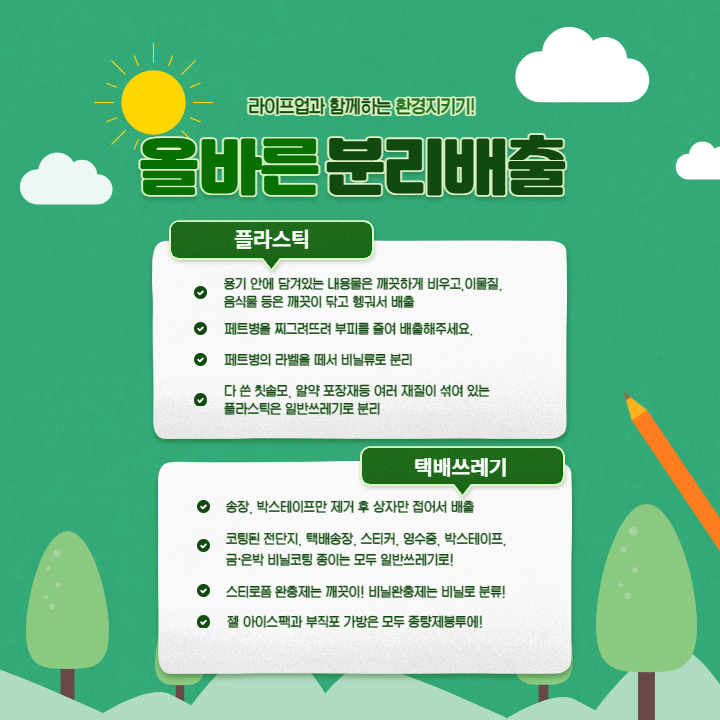 라이프업과 함께하는 환경지키기!
올바른 분리배출
플라스틱
용기 안에 담겨있는 내용물은 깨끗하게 비우고,이물질,
음식물 등은 깨끗이 닦고 헹궈서 배출
페트병을 찌그러뜨려 부피를 줄여 배출해주세요.
페트병의 라벨을 떼서 비닐류로 분리
다 쓴 칫솔모, 알약 포장재등 여러 재질이 섞여 있는
플라스틱은 일반쓰레기로 분리
택배쓰레기
송장, 박스테이프만 제거 후 상자만 접어서 배출
코팅된 전단지, 택배송장, 스티커, 영수증, 박스테이프,
금·은박 비닐코팅 종이는 모두 일반쓰레기로!
스티로폼 완충제는 깨끗이! 비닐완충제는 비닐로 분류!
젤 아이스팩과 부직포 가방은 모두 종량제봉투에!